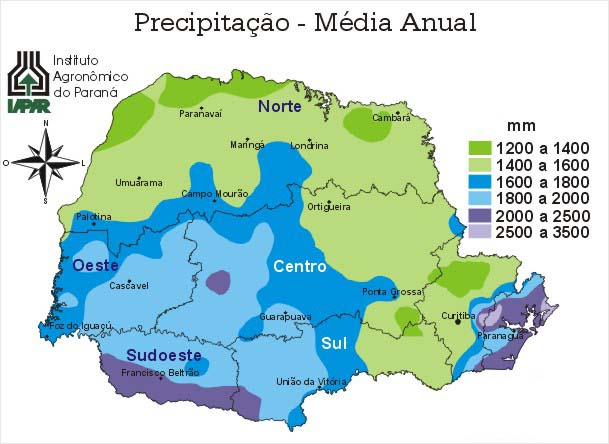 Precipitação - Média Anual
Instituto
Agronômico
do Paraná
IAPAR
N
O
L
S
mm
1200 a 1400
1400 a 1600
1600 a 1800
1800 a 2000
2000 a 2500
2500 a 3500
Norte
Paranavaí
Cambará
Maringá
Londrina
Umuarama
Campo Mourão
Ortigueira
Palotina
Oeste
Centro
Cascavel
Ponta Grossa
Foz do Iguaçu
Guarapuava
Curitiba
Paranaguá
Sul
Sudoeste
Francisco Beltrão
União da Vitória